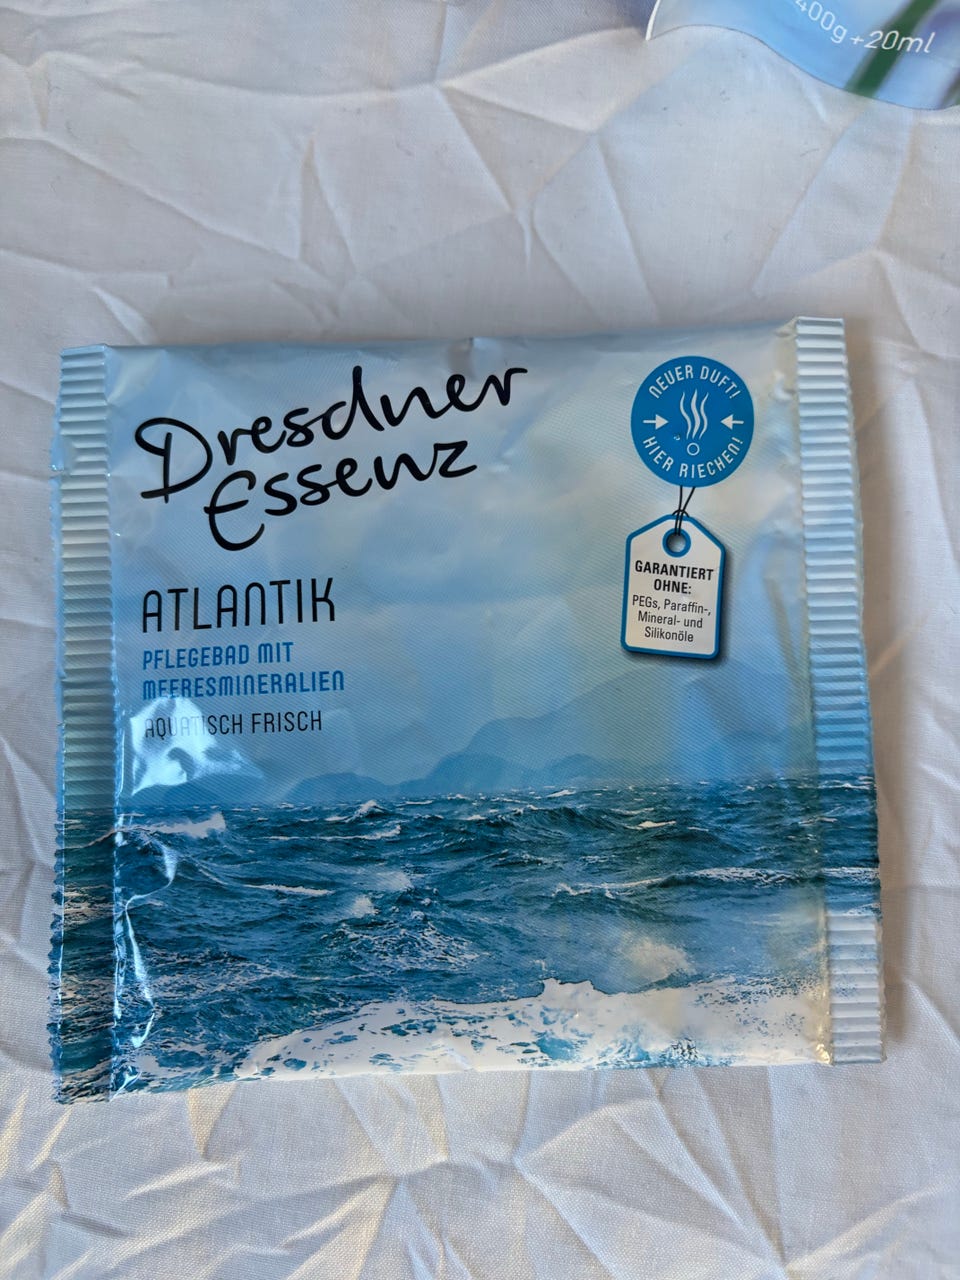 400g+20ml
Dresdner
Essenz
NEUER DUFT!
HIER RIECHEN!
ATLANTIK
PFLEGEBAD MIT
MEERESMINERALIEN
AQUATISCH FRISCH
GARANTIERT
OHNE:
PEGs, Paraffin-,
Mineral- und
Silikonöle